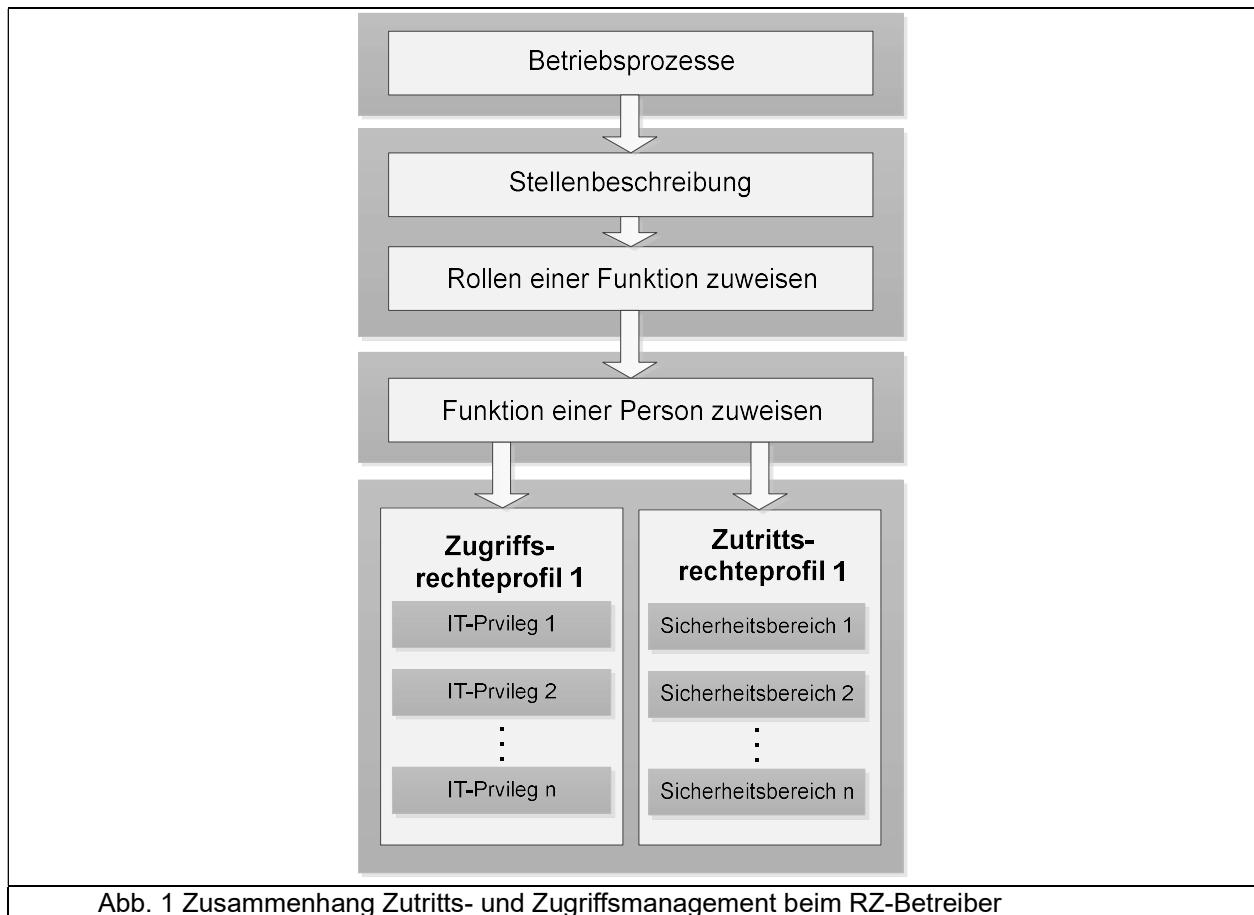 Betriebsprozesse
Stellenbeschreibung
Rollen einer Funktion zuweisen
Funktion einer Person zuweisen
Zugriffs-
rechteprofil 1
IT-Prvileg 1
IT-Prvileg 2
IT-Prvileg n
Zutritts-
rechteprofil 1
Sicherheitsbereich 1
Sicherheitsbereich 2
Sicherheitsbereich n
Abb. 1 Zusammenhang Zutritts- und Zugriffsmanagement beim RZ-Betreiber